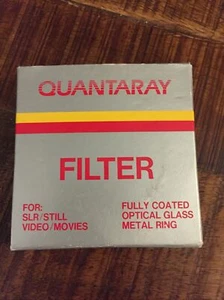 QUANTARAY
FILTER
FOR:
SLR/STILL
VIDEO/MOVIES
FULLY COATED
OPTICAL GLASS
METAL RING